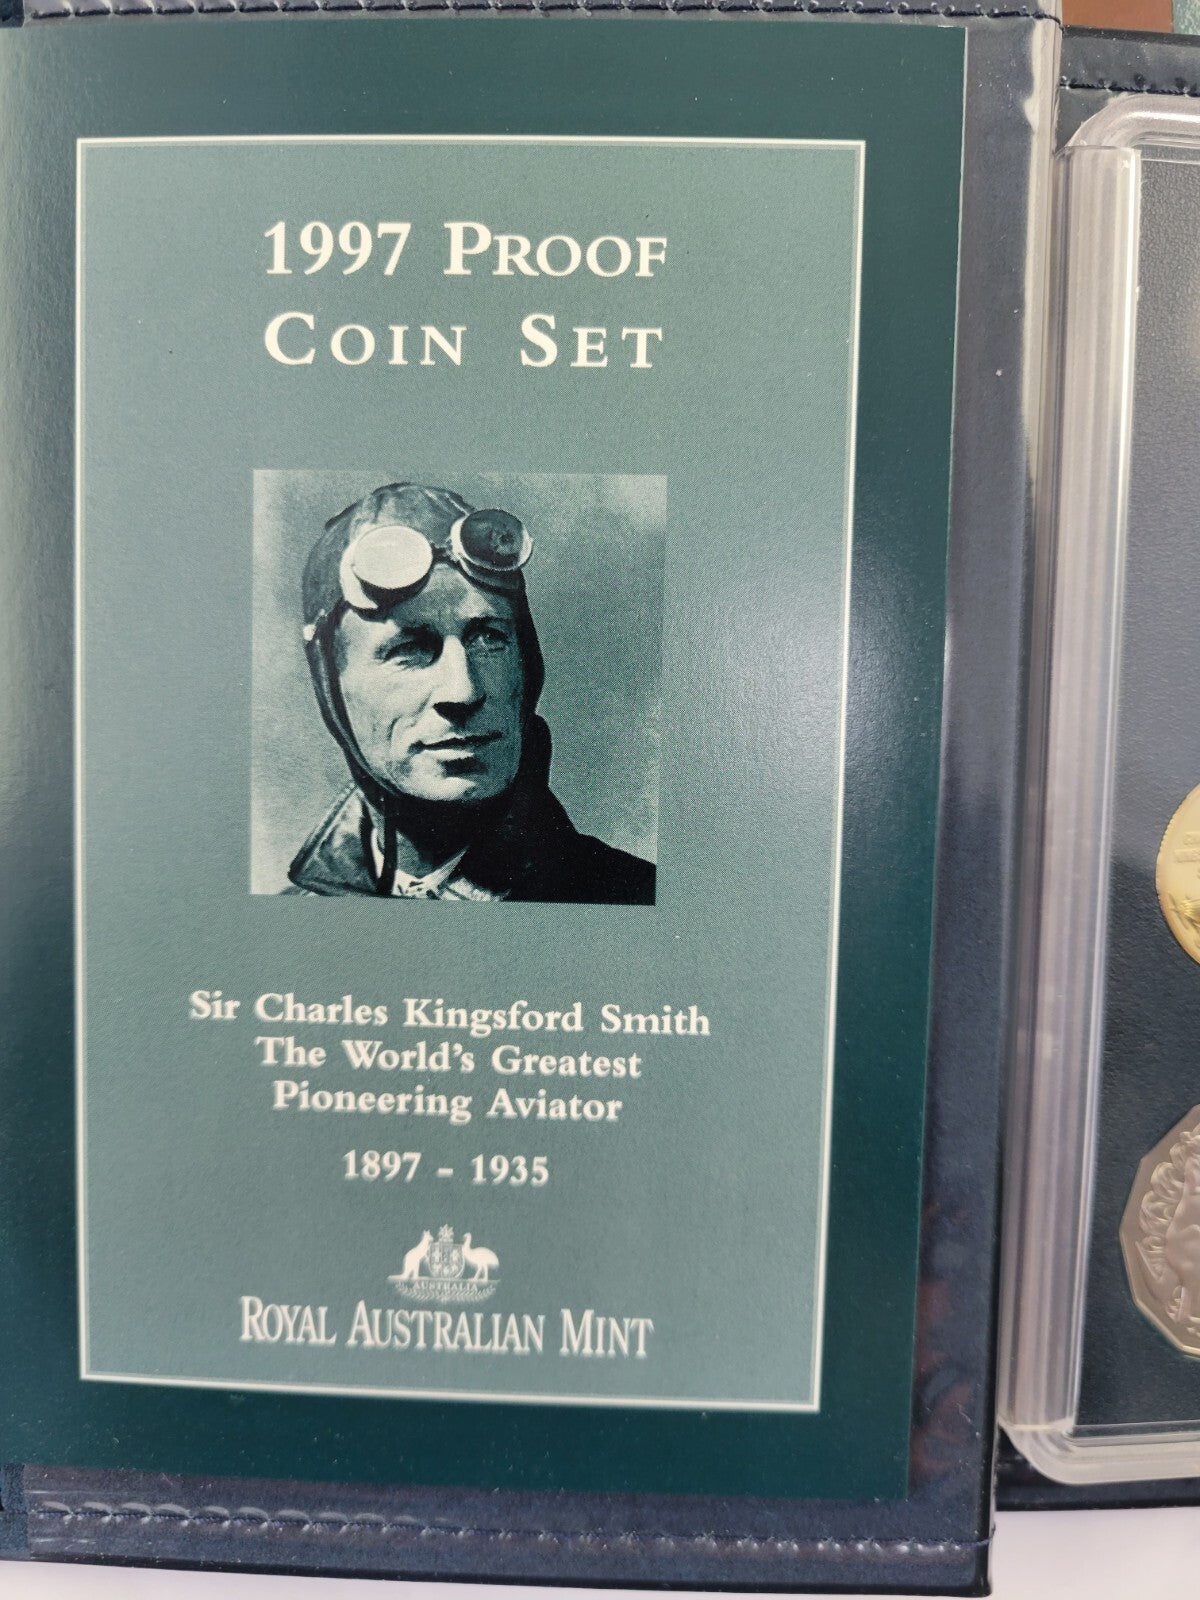 1997 PROOF
COIN SET
Sir Charles Kingsford Smith
The World's Greatest
Pioneering Aviator
1897 - 1935
AUSTRALIA
ROYAL AUSTRALIAN MINT